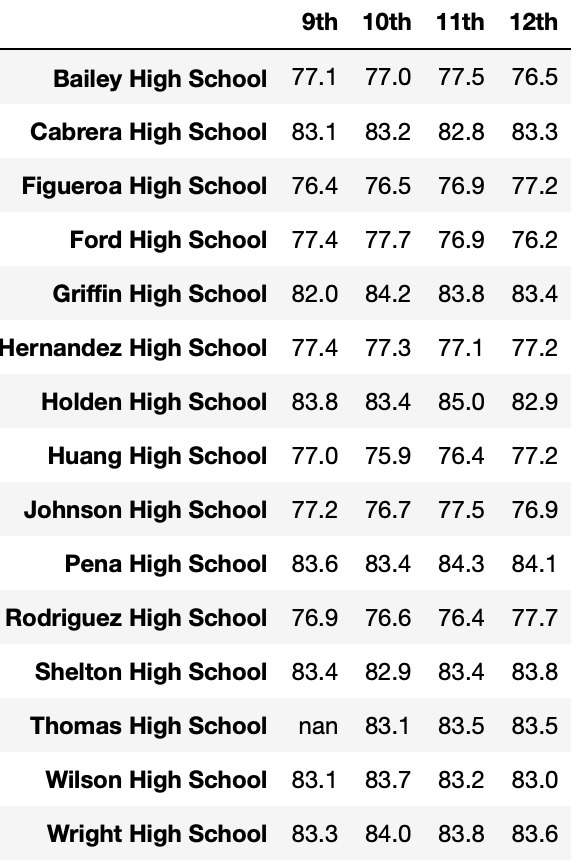 9th 10th 11th 12th
Bailey High School 77.1 77.0 77.5 76.5
Cabrera High School 83.1 83.2 82.8 83.3
Figueroa High School 76.4 76.5 76.9 77.2
Ford High School 77.4 77.7 76.9 76.2
Griffin High School 82.0 84.2 83.8 83.4
Hernandez High School 77.4 77.3 77.1 77.2
Holden High School 83.8 83.4 85.0 82.9
Huang High School 77.0 75.9 76.4 77.2
Johnson High School 77.2 76.7 77.5 76.9
Pena High School 83.6 83.4 84.3 84.1
Rodriguez High School 76.9 76.6 76.4 77.7
Shelton High School 83.4 82.9 83.4 83.8
Thomas High School nan 83.1 83.5 83.5
Wilson High School 83.1 83.7 83.2 83.0
Wright High School 83.3 84.0 83.8 83.6